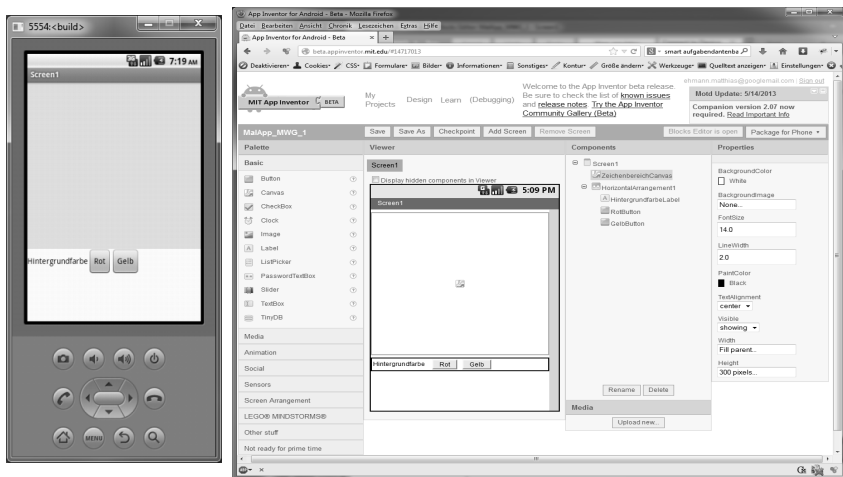 5554:<build>
7:19 AM
Screen1
Hintergrundfarbe Rot Gelb
MENU
App Inventor for Android - Beta - Mozilla Firefox
Datei Bearbeiten Ansicht Chronik Lesezeichen Extras Hilfe
App Inventor for Android - Beta × +
beta.appinventor.mit.edu/#14717013
smart aufgabendantenba
Deaktivieren Cookies CSS Formulare Bilder Informationen Sonstiges Kontur Größe ändern Werkzeuge Quelltext anzeigen Einstellungen
MIT App Inventor BETA
My Projects Design Learn (Debugging)
Welcome to the App Inventor beta release.
Be sure to check the list of known issues
and release notes. Try the App Inventor
Community Gallery (Beta)
ehmann.matthias@googlemail.com | Sign out
Motd Update: 5/14/2013
Companion version 2.07 now
required. Read Important Info
MalApp_MWG_1 Save Save As Checkpoint Add Screen Remove Screen Blocks Editor is open Package for Phone
Palette
Basic
Button
Canvas
CheckBox
Clock
Image
Label
ListPicker
PasswordTextBox
Slider
TextBox
TinyDB
Media
Animation
Social
Sensors
Screen Arrangement
LEGO® MINDSTORMS®
Other stuff
Not ready for prime time
Viewer
Screen1
Display hidden components in Viewer
5:09 PM
Screen1
Hintergrundfarbe Rot Gelb
Components
Screen1
ZeichenbereichCanvas
HorizontalArrangement1
HintergrundfarbeLabel
RotButton
GelbButton
Rename Delete
Media
Upload new...
Properties
BackgroundColor
White
BackgroundImage
None...
FontSize
14.0
LineWidth
2.0
PaintColor
Black
TextAlignment
center
Visible
showing
Width
Fill parent...
Height
300 pixels...